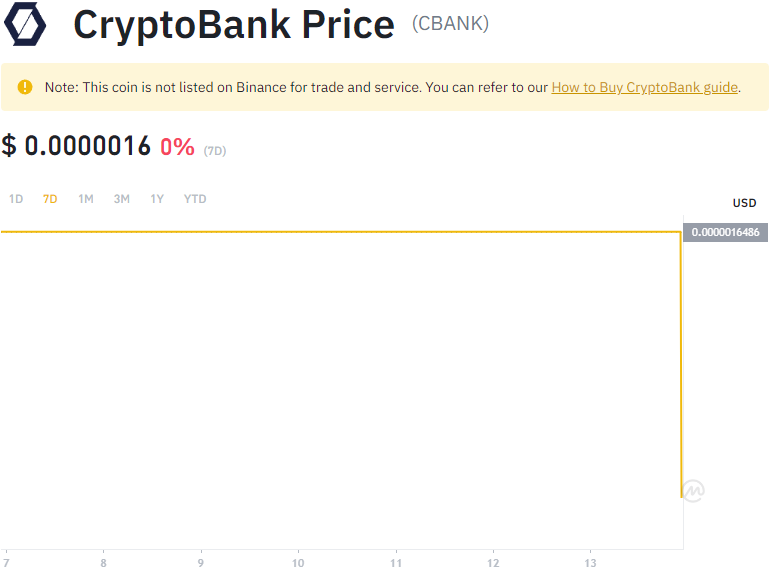 CryptoBank Price (CBANK)
Note: This coin is not listed on Binance for trade and service. You can refer to our How to Buy CryptoBank guide.
$ 0.0000016 0% (7D)
1D 7D 1M 3M 1Y YTD
USD
0.0000016486
7 8 9 10 11 12 13